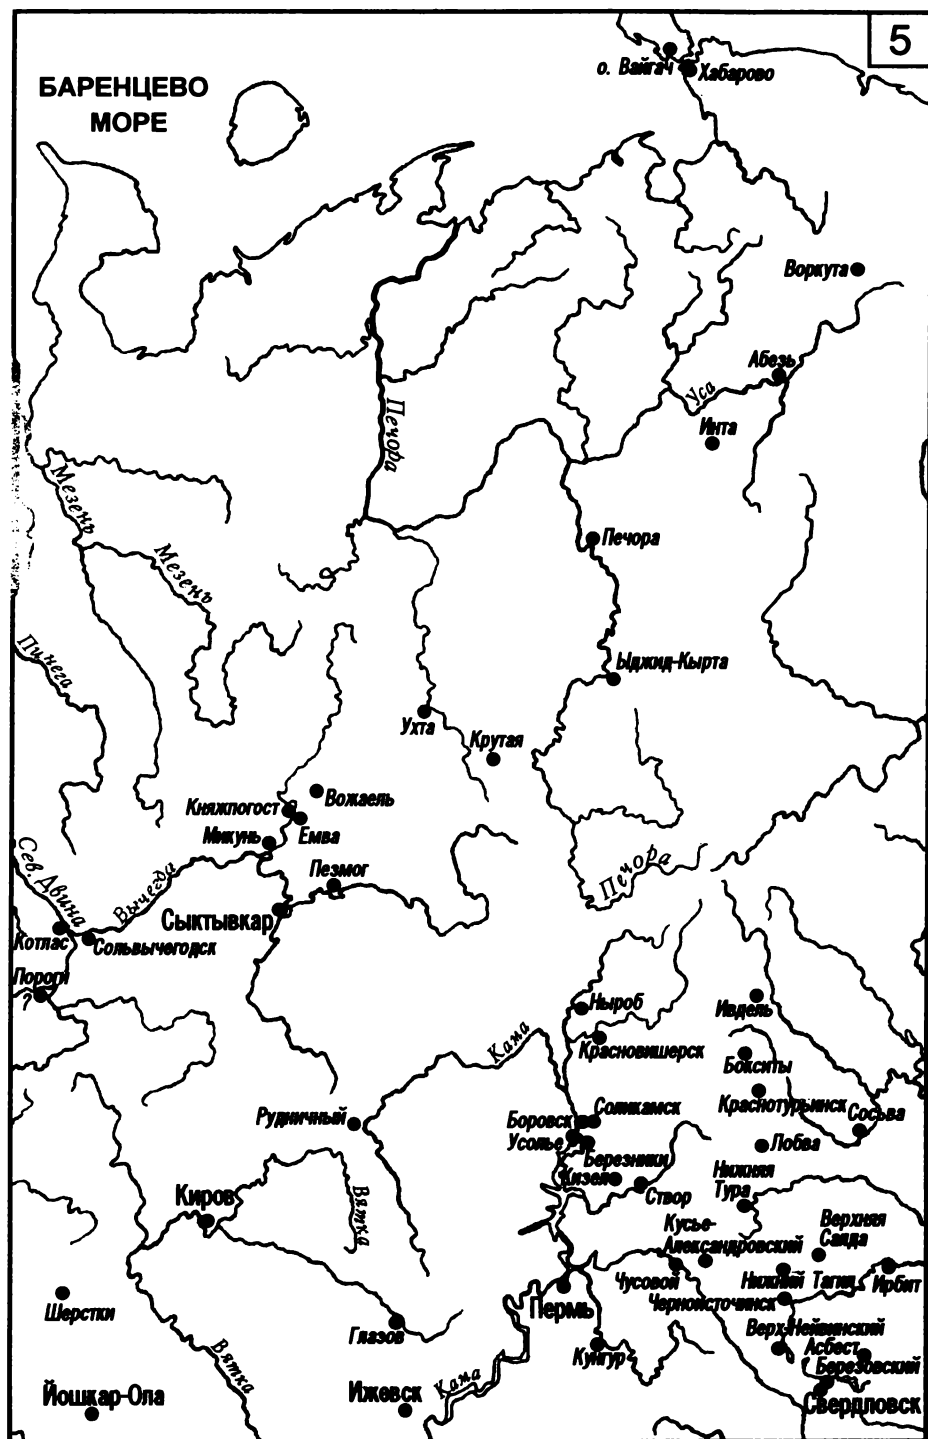 5
БАРЕНЦЕВО
МОРЕ
о. Вайгач
Хабарово
Воркута
Абезь
Уса
Инта
Печора
Мезень
Мезень
Печора
Пинега
Ыджид-Кырта
Ухта
Крутая
Вожаель
Княжпогост
Емва
Микунь
Пезмог
Печора
Сев. Двина
Вычегда
Сыктывкар
Котлас
Сольвычегодск
Пороги
?
Ныроб
Ивдель
Кама
Красновишерск
Бокситы
Краснотурьинск
Сосьва
Рудничный
Боровск
Соликамск
Усолье
Березники
Лобва
Кизел
Створ
Нижняя
Тура
Киров
Вятка
Кусье-
Александровский
Верхняя
Салда
Чусовой
Нижний Тагил
Ирбит
Шерстки
Пермь
Черноисточинск
Глазов
Кунгур
Верх-Нейвинский
Асбест
Березовский
Вятка
Йошкар-Ола
Ижевск
Кама
Свердловск